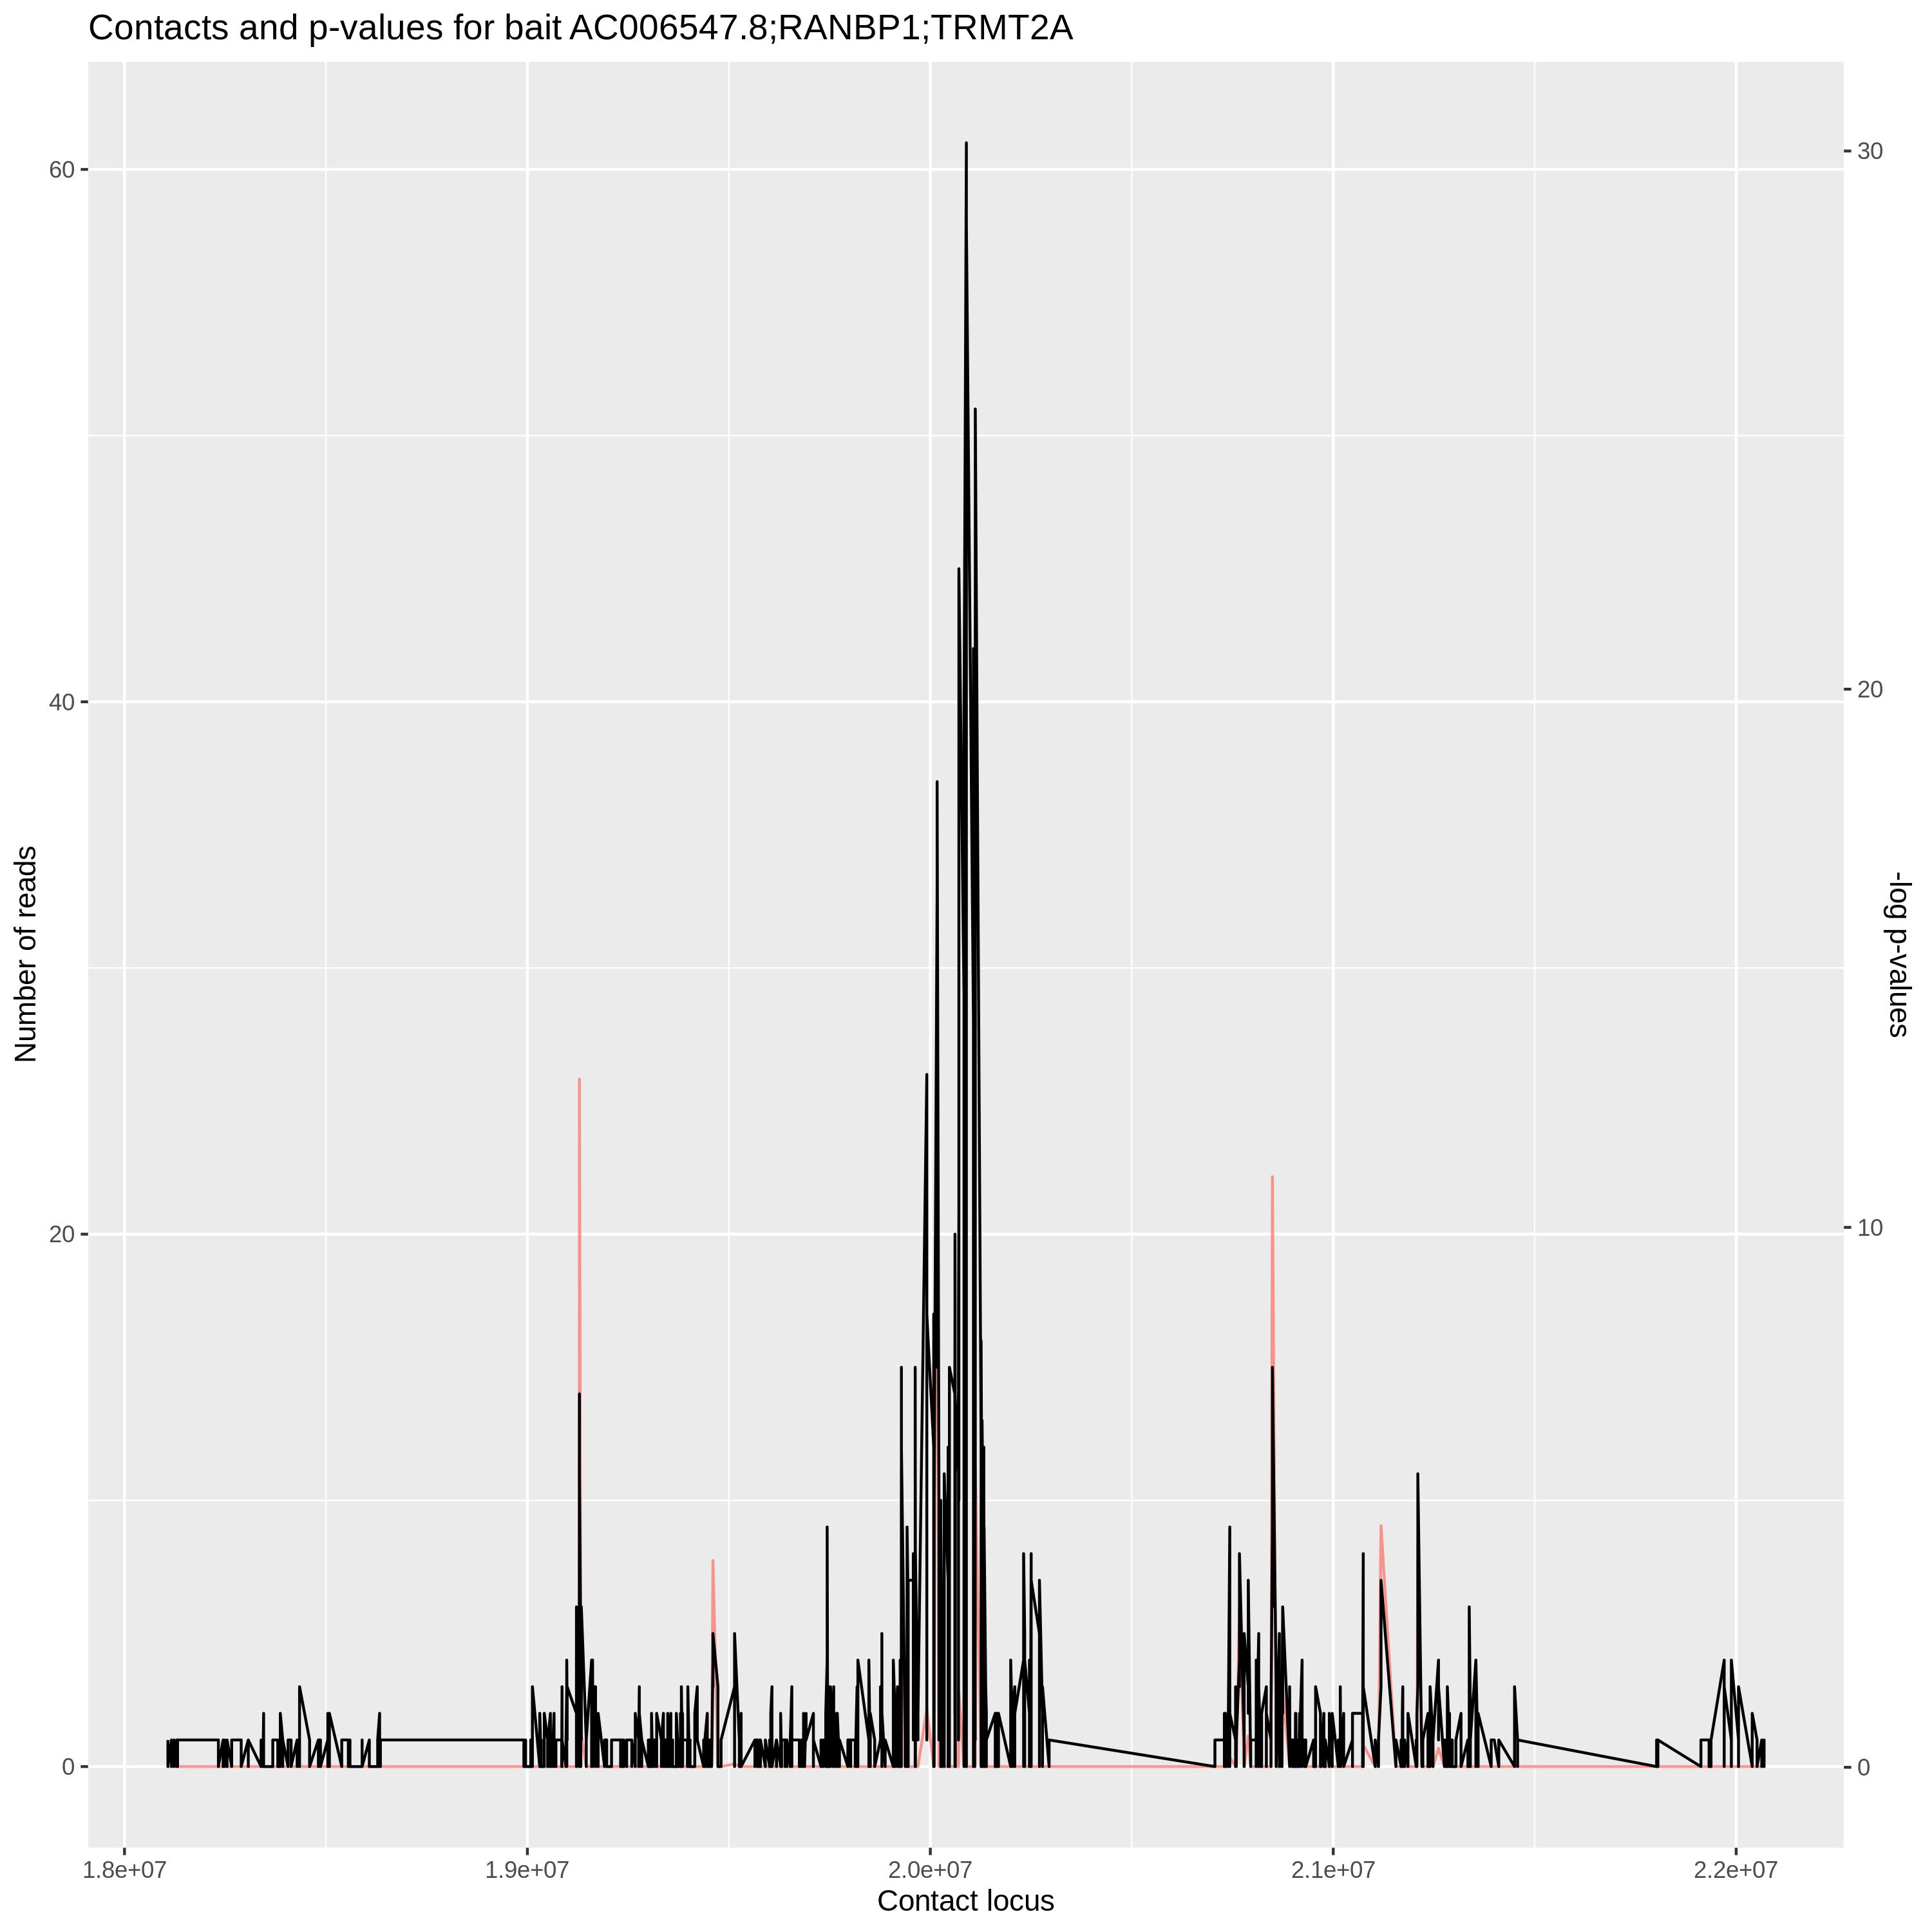 Contacts and p-values for bait AC006547.8;RANBP1;TRMT2A
60
40
20
0
30
20
10
0
Number of reads
-log p-values
1.8e+07 1.9e+07 2.0e+07 2.1e+07 2.2e+07
Contact locus